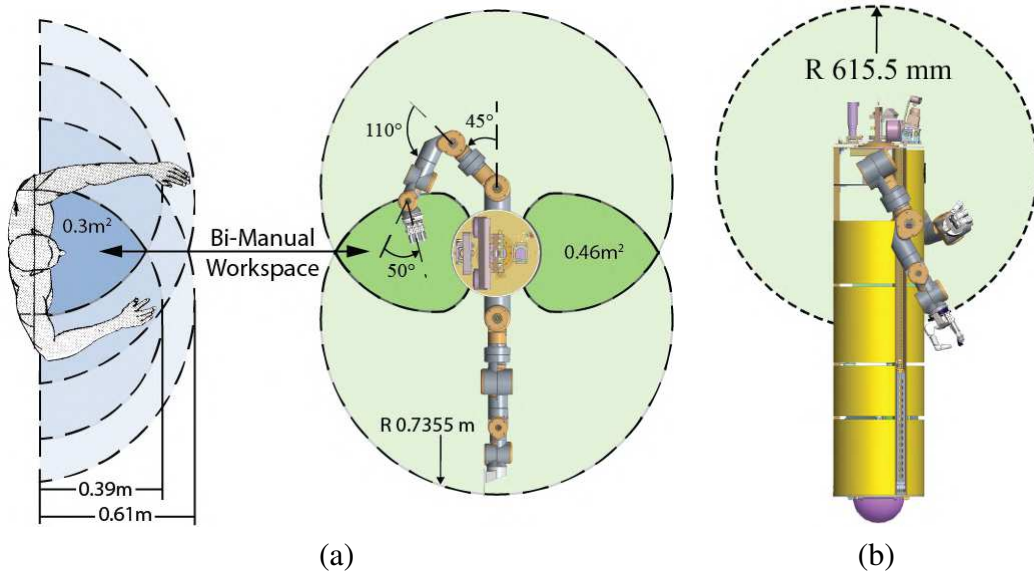 R 615.5 mm
110°
45°
0.3m²
Bi-Manual
Workspace
50°
0.46m²
R 0.7355 m
0.39m
0.61m
(a)
(b)